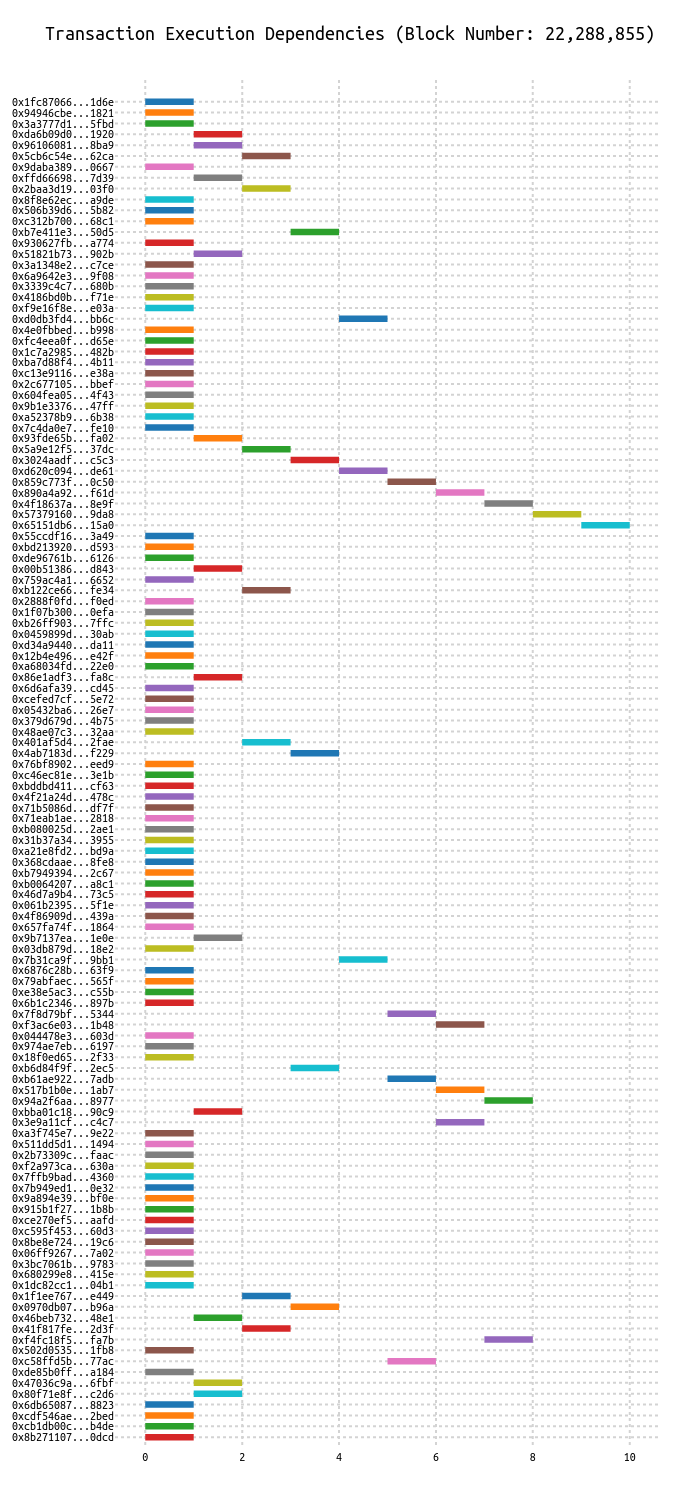 Transaction Execution Dependencies (Block Number: 22,288,855)
0x1fc87066...1d6e
0x94946cbe...1821
0x3a3777d1...5fbd
0xda6b09d0...1920
0x96106081...8ba9
0x5cb6c54e...62ca
0x9daba389...0667
0xffd66698...7d39
0x2baa3d19...03f0
0x8f8e62ec...a9de
0x506b39d6...5b82
0xc312b700...68c1
0xb7e411e3...50d5
0x930627fb...a774
0x51821b73...902b
0x3a1348e2...c7ce
0x6a9642e3...9f08
0x3339c4c7...680b
0x4186bd0b...f71e
0xf9e16f8e...e03a
0xd0db3fd4...bb6c
0x4e0fbbed...b998
0xfc4eea0f...d65e
0x1c7a2985...482b
0xba7d88f4...4b11
0xc13e9116...e38a
0x2c677105...bbef
0x604fea05...4f43
0x9b1e3376...47ff
0xa52378b9...6b38
0x7c4da0e7...fe10
0x93fde65b...fa02
0x5a9e12f5...37dc
0x3024aadf...c5c3
0xd620c094...de61
0x859c773f...0c50
0x890a4a92...f61d
0x4f18637a...8e9f
0x57379160...9da8
0x65151db6...15a0
0x55ccdf16...3a49
0xbd213920...d593
0xde96761b...6126
0x00b51386...d843
0x759ac4a1...6652
0xb122ce66...fe34
0x2888f0fd...f0ed
0x1f07b300...0efa
0xb26ff903...7ffc
0x0459899d...30ab
0xd34a9440...da11
0x12b4e496...e42f
0xa68034fd...22e0
0x86e1adf3...fa8c
0x6d6afa39...cd45
0xcefed7cf...5e72
0x05432ba6...26e7
0x379d679d...4b75
0x48ae07c3...32aa
0x401af5d4...2fae
0x4ab7183d...f229
0x76bf8902...eed9
0xc46ec81e...3e1b
0xbddbd411...cf63
0x4f21a24d...478c
0x71b5086d...df7f
0x71eab1ae...2818
0xb080025d...2ae1
0x31b37a34...3955
0xa21e8fd2...bd9a
0x368cdaae...8fe8
0xb7949394...2c67
0xb0064207...a8c1
0x46d7a9b4...73c5
0x061b2395...5f1e
0x4f86909d...439a
0x657fa74f...1864
0x9b7137ea...1e0e
0x03db879d...18e2
0x7b31ca9f...9bb1
0x6876c28b...63f9
0x79abfaec...565f
0xe38e5ac3...c55b
0x6b1c2346...897b
0x7f8d79bf...5344
0xf3ac6e03...1b48
0x044478e3...603d
0x974ae7eb...6197
0x18f0ed65...2f33
0xb6d84f9f...2ec5
0xb61ae922...7adb
0x517b1b0e...1ab7
0x94a2f6aa...8977
0xbba01c18...90c9
0x3e9a11cf...c4c7
0xa3f745e7...9e22
0x511dd5d1...1494
0x2b73309c...faac
0xf2a973ca...630a
0x7ffb9bad...4360
0x7b949ed1...0e32
0x9a894e39...bf0e
0x915b1f27...1b8b
0xce270ef5...aafd
0xc595f453...60d3
0x8be8e724...19c6
0x06ff9267...7a02
0x3bc7061b...9783
0x680299e8...415e
0x1dc82cc1...04b1
0x1f1ee767...e449
0x0970db07...b96a
0x46beb732...48e1
0x41f817fe...2d3f
0xf4fc18f5...fa7b
0x502d0535...1fb8
0xc58ffd5b...77ac
0xde85b0ff...a184
0x47036c9a...6fbf
0x80f71e8f...c2d6
0x6db65087...8823
0xcdf546ae...2bed
0xcb1db00c...b4de
0x8b271107...0dcd
0 2 4 6 8 10